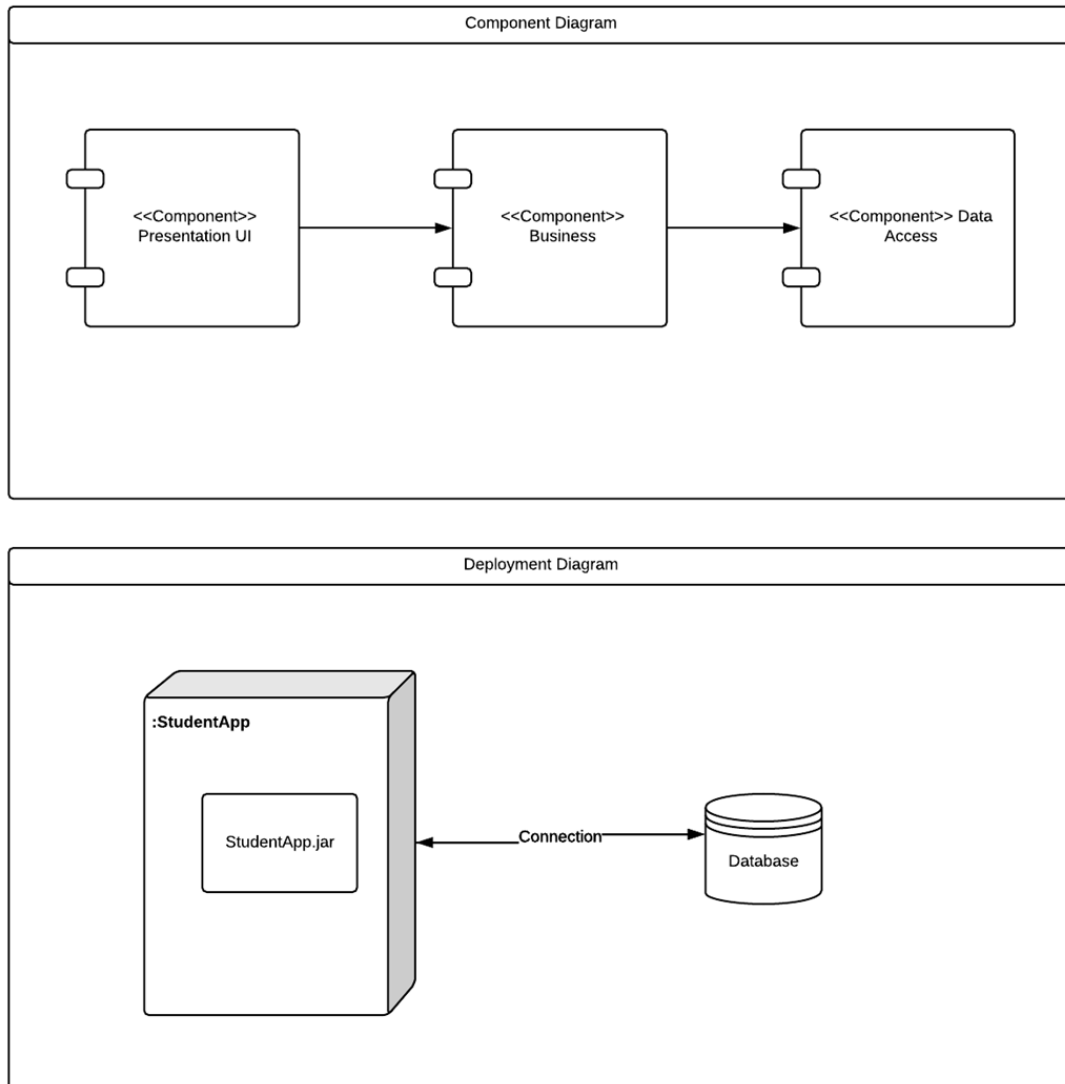 Component Diagram
<<Component>>
Presentation UI
<<Component>>
Business
<<Component>> Data
Access
Deployment Diagram
:StudentApp
StudentApp.jar
Connection
Database